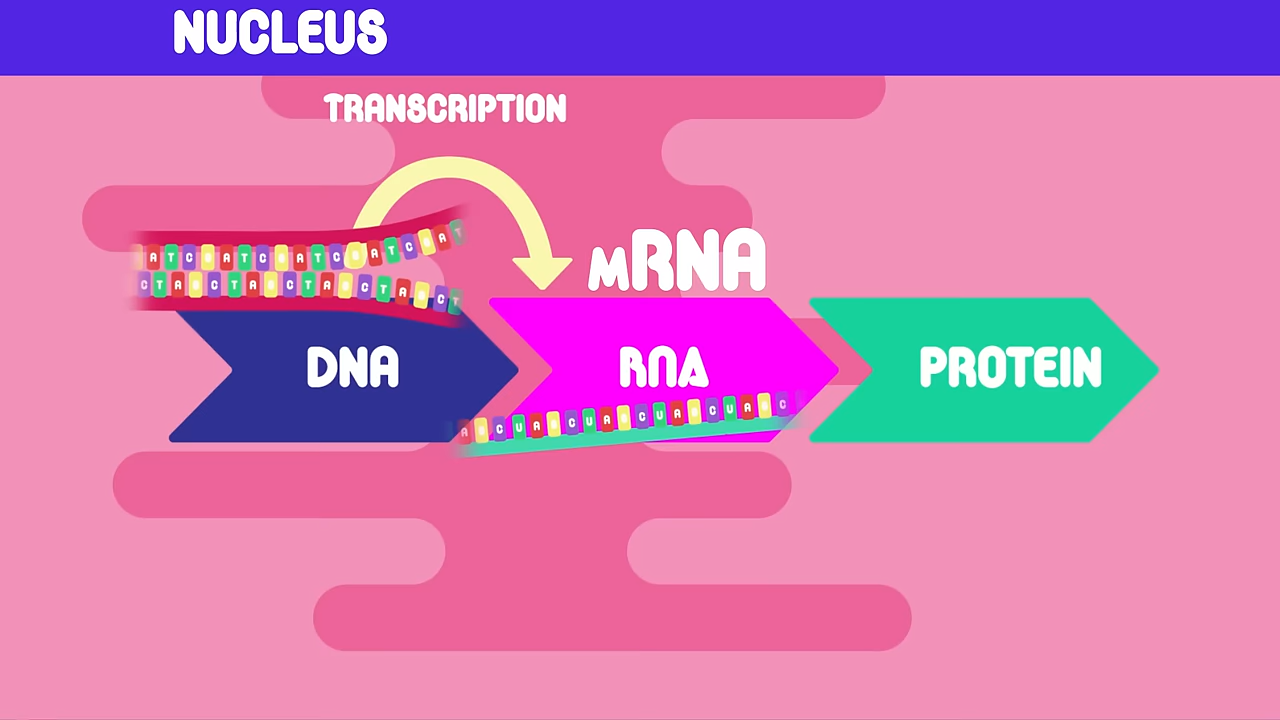 NUCLEUS
TRANSCRIPTION
mRNA
DNA
RNA
PROTEIN